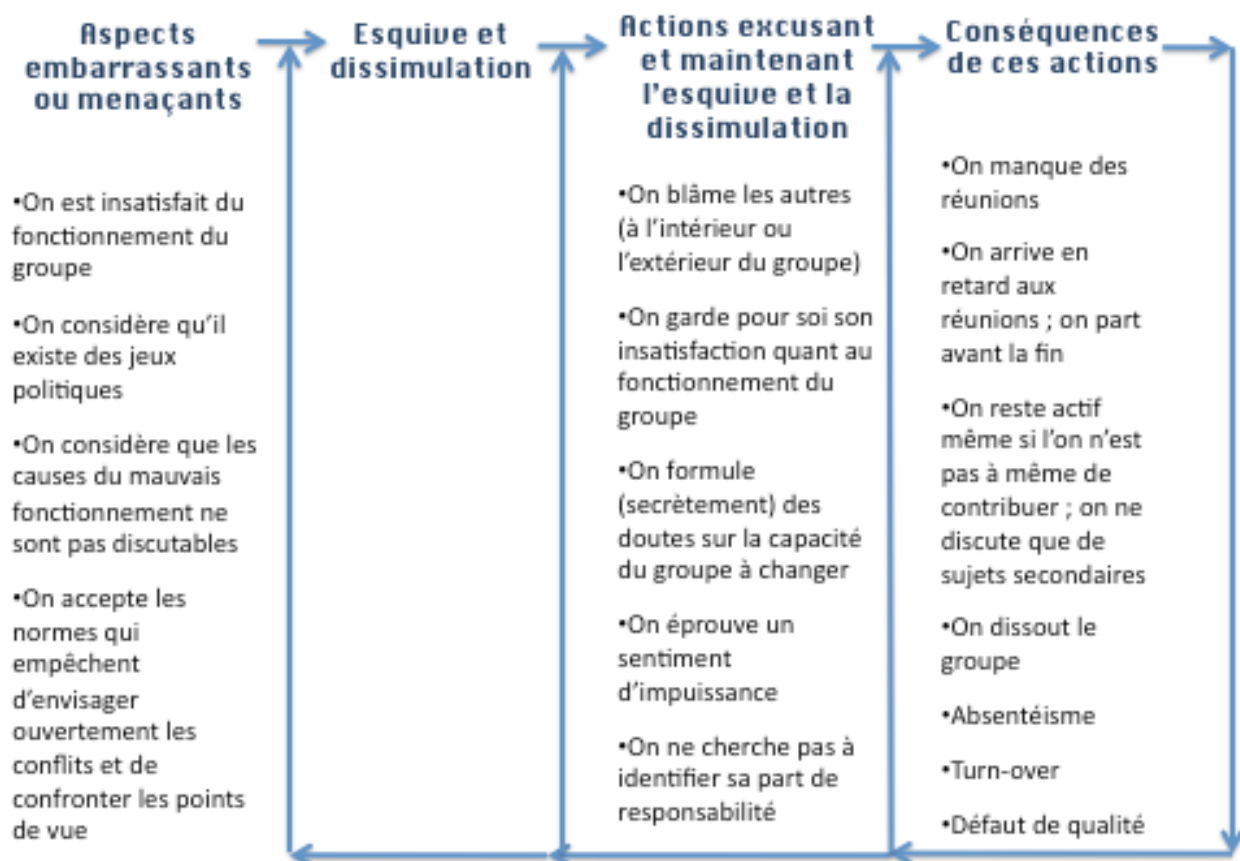 Aspects
embarrassants
ou menaçants
•On est insatisfait du
fonctionnement du
groupe
•On considère qu'il
existe des jeux
politiques
•On considère que les
causes du mauvais
fonctionnement ne
sont pas discutables
•On accepte les
normes qui
empêchent
d'envisager
ouvertement les
conflits et de
confronter les points
de vue
Esquive et
dissimulation
Actions excusant
et maintenant
l'esquive et la
dissimulation
•On blâme les autres
(à l'intérieur ou
l'extérieur du groupe)
•On garde pour soi son
insatisfaction quant au
fonctionnement du
groupe
•On formule
(secrètement) des
doutes sur la capacité
du groupe à changer
•On éprouve un
sentiment
d'impuissance
•On ne cherche pas à
identifier sa part de
responsabilité
Conséquences
de ces actions
•On manque des
réunions
•On arrive en
retard aux
réunions ; on part
avant la fin
•On reste actif
même si l'on n'est
pas à même de
contribuer ; on ne
discute que de
sujets secondaires
•On dissout le
groupe
•Absentéisme
•Turn-over
•Défaut de qualité